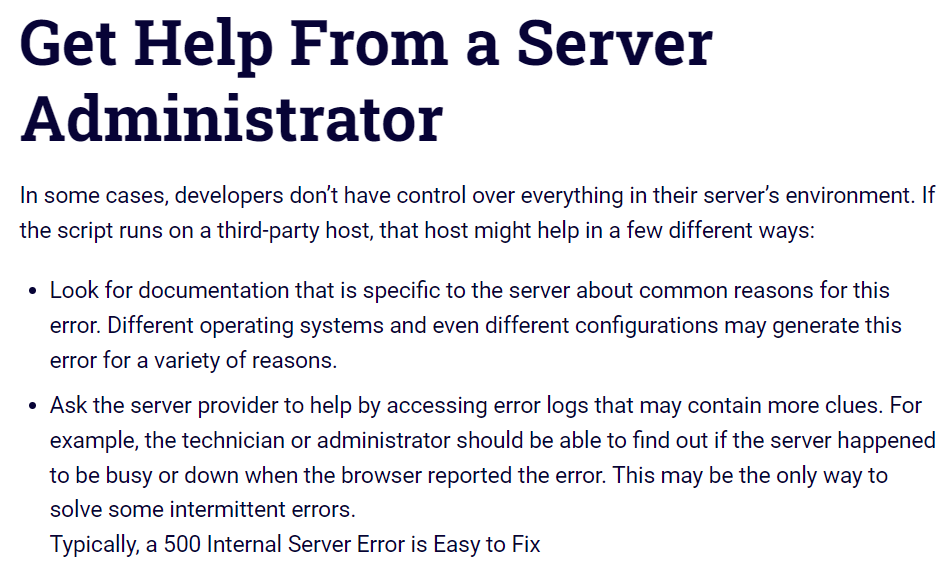 Get Help From a Server
Administrator
In some cases, developers don’t have control over everything in their server’s environment. If
the script runs on a third-party host, that host might help in a few different ways:
• Look for documentation that is specific to the server about common reasons for this
error. Different operating systems and even different configurations may generate this
error for a variety of reasons.
• Ask the server provider to help by accessing error logs that may contain more clues. For
example, the technician or administrator should be able to find out if the server happened
to be busy or down when the browser reported the error. This may be the only way to
solve some intermittent errors.
Typically, a 500 Internal Server Error is Easy to Fix